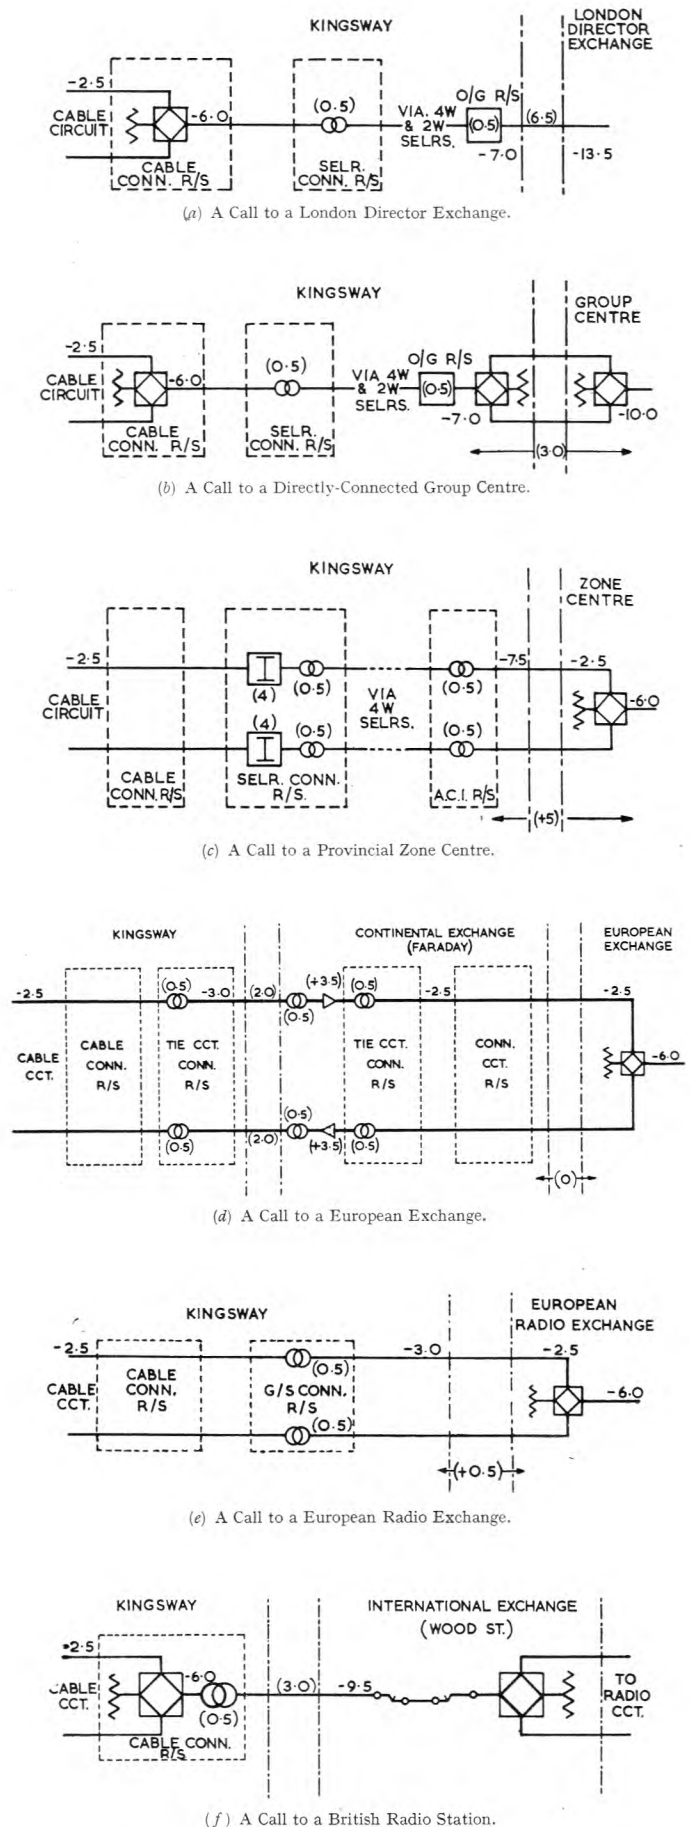 KINGSWAY
LONDON
DIRECTOR
EXCHANGE
-2·5
CABLE
CIRCUIT
-6·0
(0·5)
VIA. 4W
& 2W
SELRS.
O/G R/S
(0·5)
(6·5)
-7·0
-13·5
CABLE
CONN. R/S
SELR.
CONN. R/S
(a) A Call to a London Director Exchange.
KINGSWAY
GROUP
CENTRE
-2·5
CABLE
CIRCUIT
-6·0
(0·5)
VIA 4W
& 2W
SELRS.
O/G R/S
(0·5)
-7·0
-10·0
CABLE
CONN. R/S
SELR.
CONN. R/S
(3·0)
(b) A Call to a Directly-Connected Group Centre.
KINGSWAY
ZONE
CENTRE
-2·5
-7·5
-2·5
(4)
(0·5)
(0·5)
CABLE
CIRCUIT
VIA
4W
SELRS.
-6·0
(4)
(0·5)
(0·5)
CABLE
CONN. R/S
SELR. CONN.
R/S.
A.C.I. R/S
(+5)
(c) A Call to a Provincial Zone Centre.
KINGSWAY
CONTINENTAL EXCHANGE
(FARADAY)
EUROPEAN
EXCHANGE
-2·5
(0·5)
-3·0
(2·0)
(0·5)
(+3·5)
(0·5)
-2·5
-2·5
CABLE
CCT.
CABLE
CONN.
R/S
TIE CCT.
CONN.
R/S
TIE CCT.
CONN.
R/S
CONN.
CCT.
R/S
-6·0
(0·5)
(2·0)
(0·5)
(+3·5)
(0·5)
(0)
(d) A Call to a European Exchange.
KINGSWAY
EUROPEAN
RADIO EXCHANGE
-2·5
(0·5)
-3·0
-2·5
CABLE
CCT.
CABLE
CONN.
R/S
G/S CONN.
R/S
(0·5)
-6·0
(+0·5)
(e) A Call to a European Radio Exchange.
KINGSWAY
INTERNATIONAL EXCHANGE
(WOOD ST.)
-2·5
CABLE
CCT.
-6·0
(0·5)
(3·0)
-9·5
TO
RADIO
CCT.
CABLE CONN.
R/S
(f) A Call to a British Radio Station.